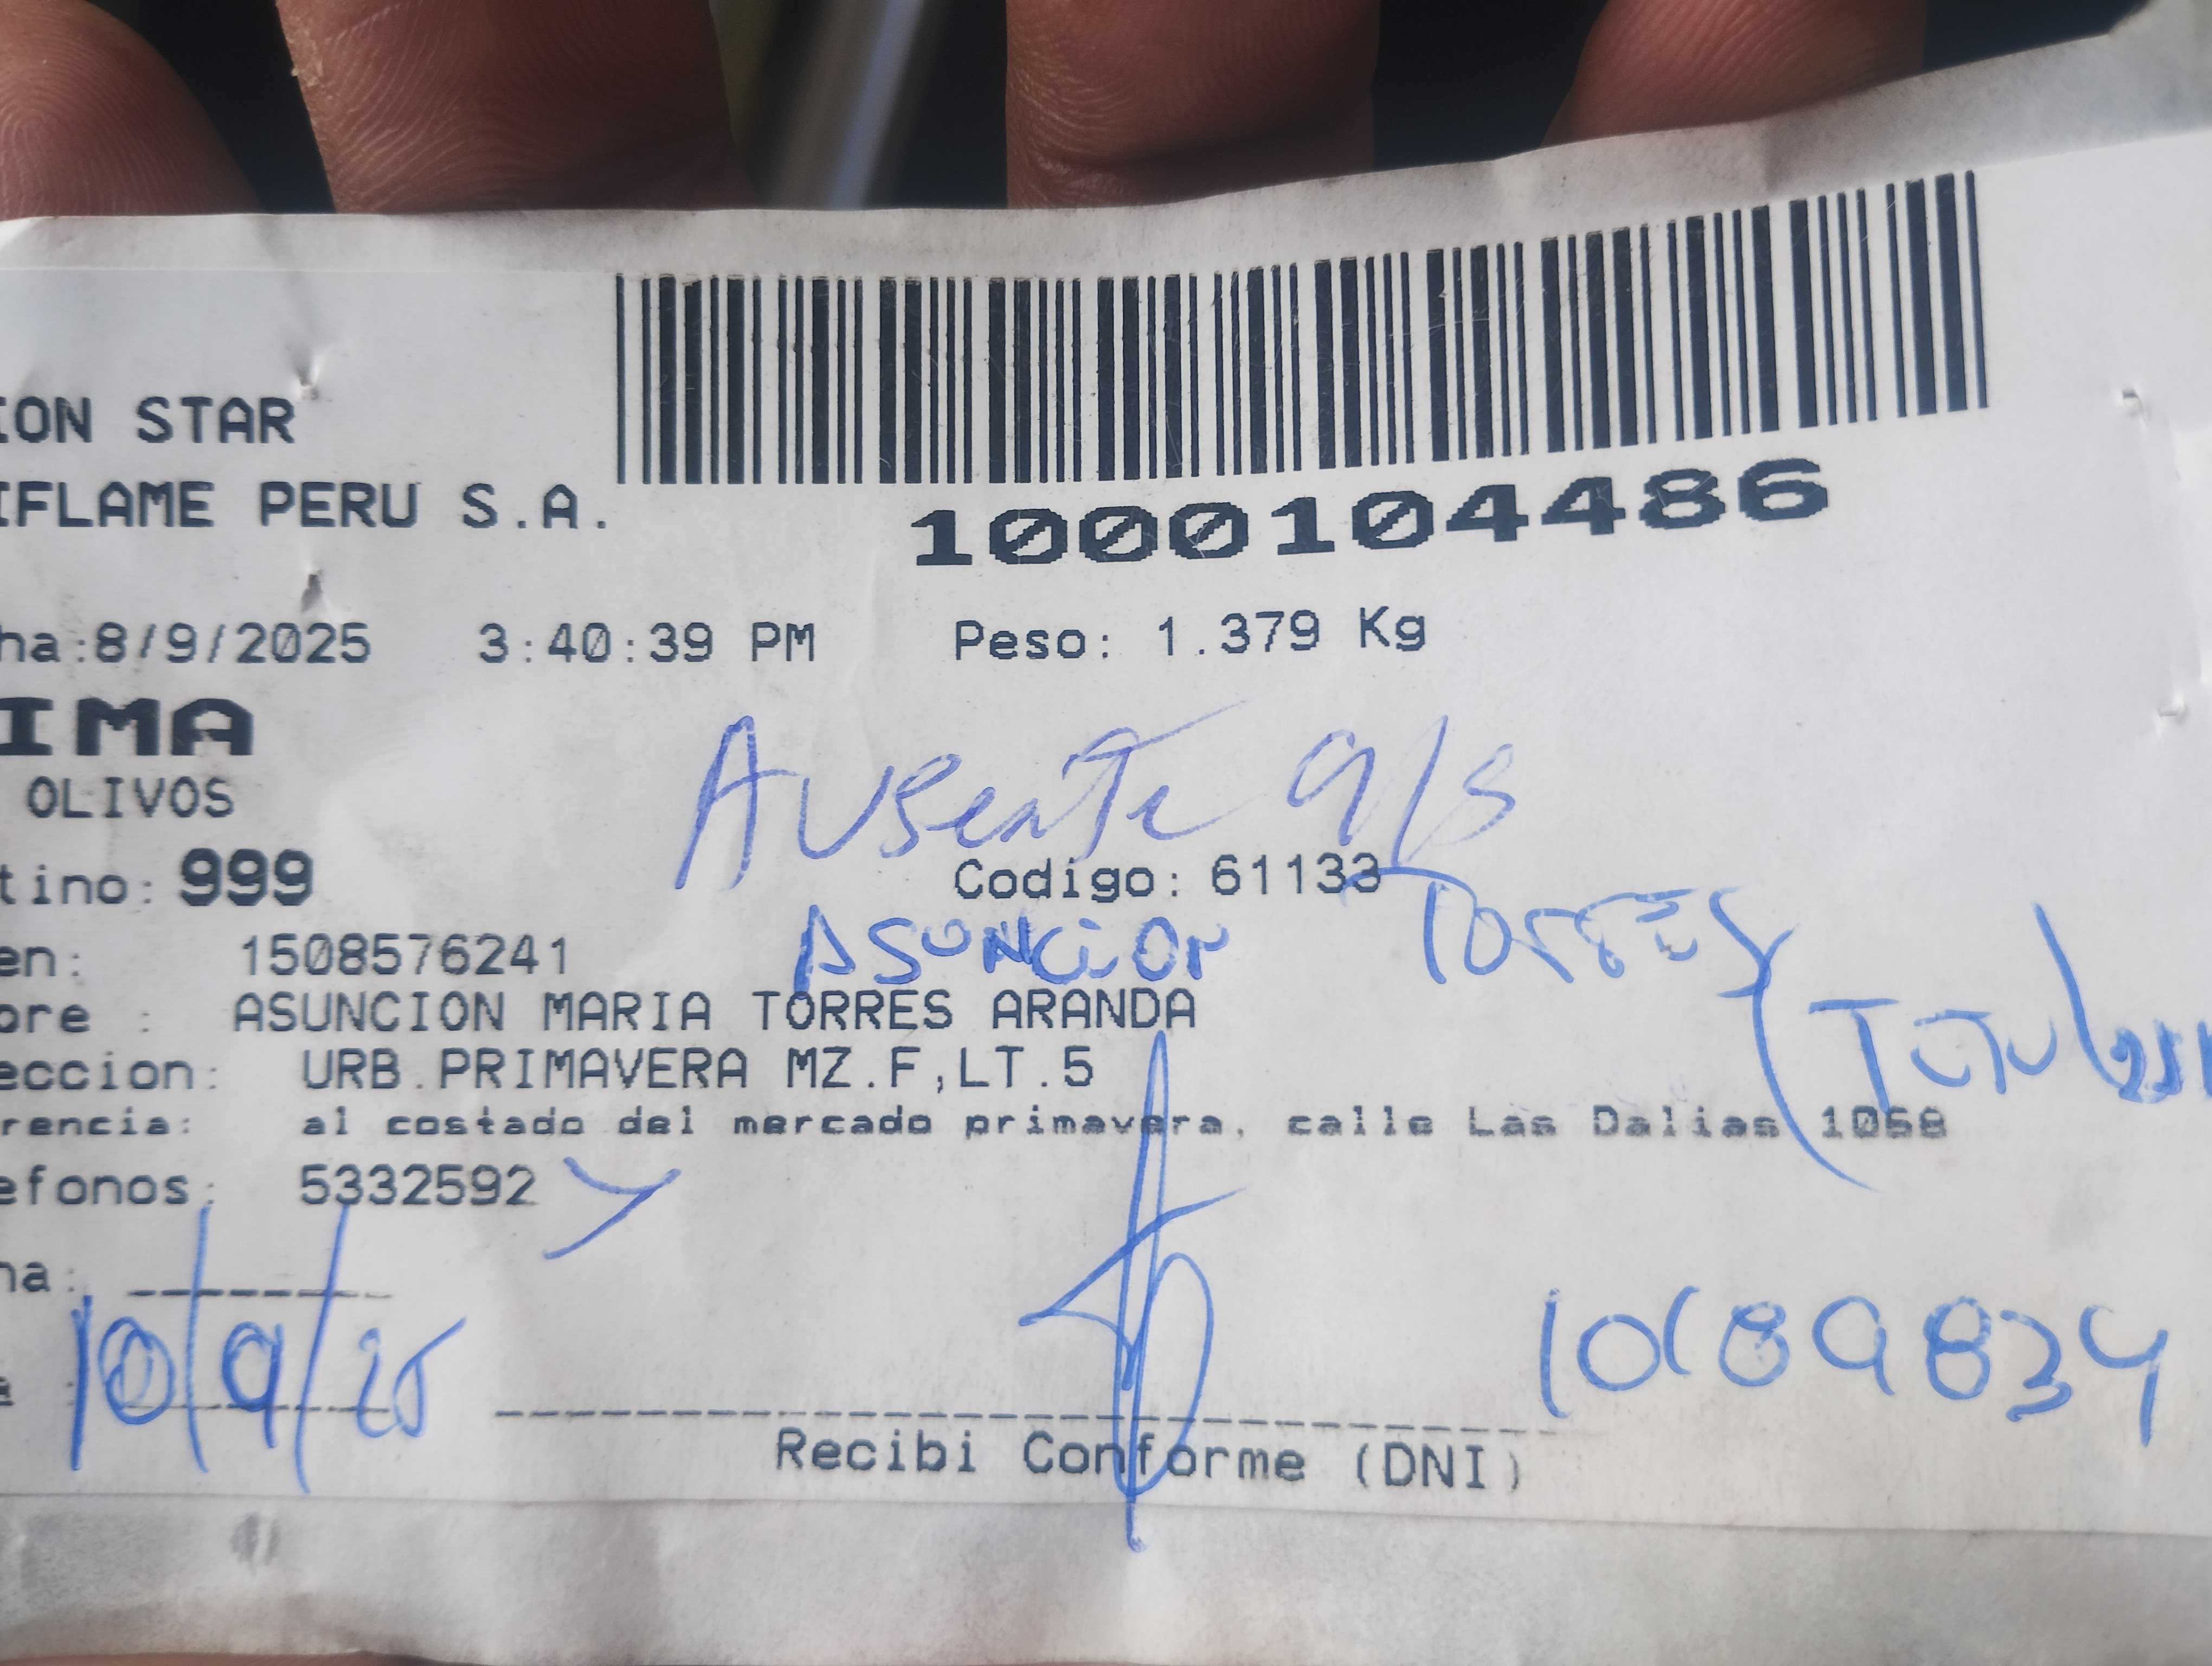 ION STAR
IFLAME PERU S.A.
1000104486
ha:8/9/2025 3:40:39 PM Peso: 1.379 Kg
IMA
OLIVOS
Ausente 9/9
tino: 999 Codigo: 61133
Asuncion Torres
en: 1508576241
bre : ASUNCION MARIA TORRES ARANDA
(Titular
eccion: URB.PRIMAVERA MZ.F,LT.5
rencia: al costado del mercado primavera, calle Las Dalias 1058
efonos: 5332592
ha:
10/9/25
10189834
Recibi Conforme (DNI)